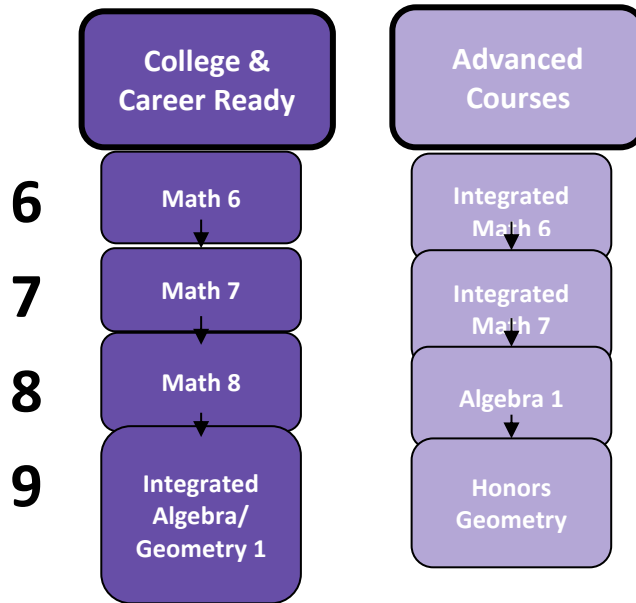 College &
Career Ready
Advanced
Courses
6
Math 6
Integrated
Math 6
7
Math 7
Integrated
Math 7
8
Math 8
Algebra 1
9
Integrated
Algebra/
Geometry 1
Honors
Geometry